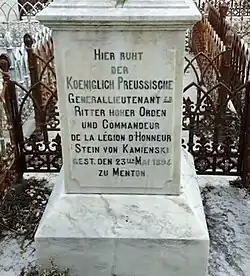 HIER RUHT
DER
KOENIGLICH PREUSSISCHE
GENERALLIEUTENANT
RITTER HOHER ORDEN
UND COMMANDEUR
DE LA LÉGION D'HONNEUR
STEIN VON KAMIENSKI
GEST. DEN 23TEN MAI 1894
ZU MENTON